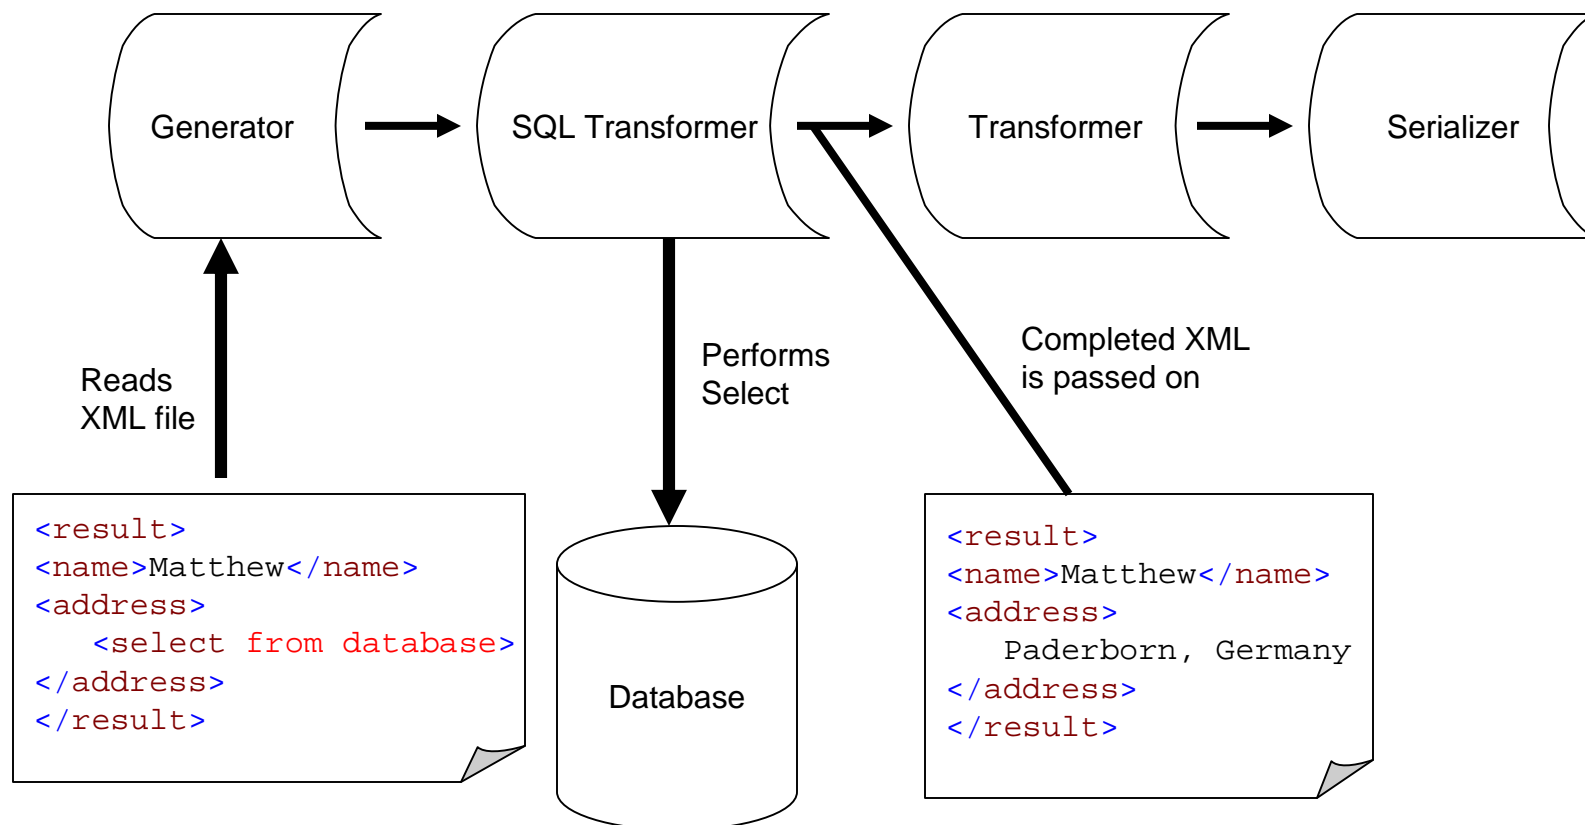 Generator
SQL Transformer
Transformer
Serializer
Reads
XML file
Performs
Select
Completed XML
is passed on
<result>
<name>Matthew</name>
<address>
   <select from database>
</address>
</result>
Database
<result>
<name>Matthew</name>
<address>
   Paderborn, Germany
</address>
</result>